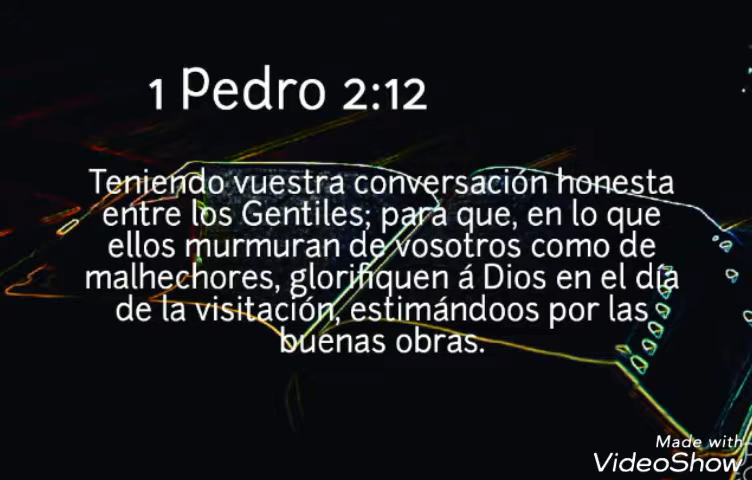 1 Pedro 2:12
Teniendo vuestra conversación honesta
entre los Gentiles; para que, en lo que
ellos murmuran de vosotros como de
malhechores, glorifiquen á Dios en el día
de la visitación, estimándoos por las
buenas obras.
Made with
VideoShow